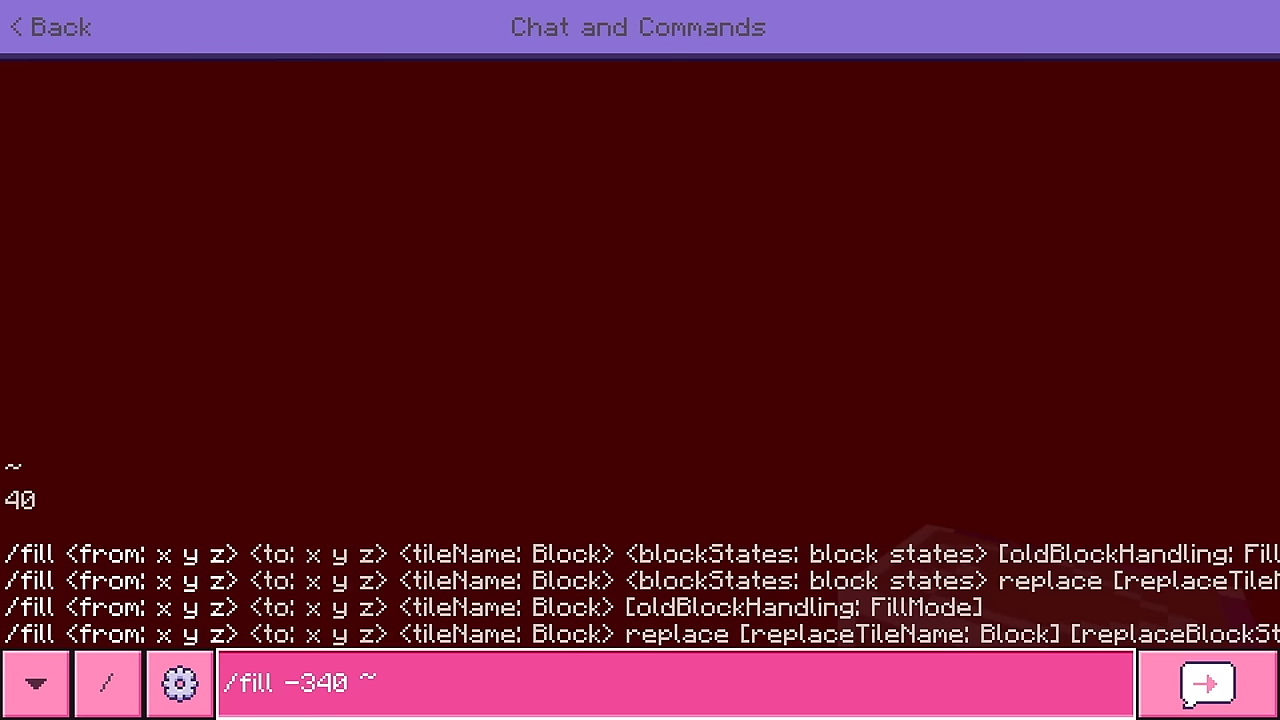 Back
Chat and Commands
~
40
/fill <from: x y z> <to: x y z> <tileName: Block> <blockStates: block states> [oldBlockHandling: Fill
/fill <from: x y z> <to: x y z> <tileName: Block> <blockStates: block states> replace [replaceTile
/fill <from: x y z> <to: x y z> <tileName: Block> [oldBlockHandling: FillMode]
/fill <from: x y z> <to: x y z> <tileName: Block> replace [replaceTileName: Block] [replaceBlockSt
/
/fill -340 ~